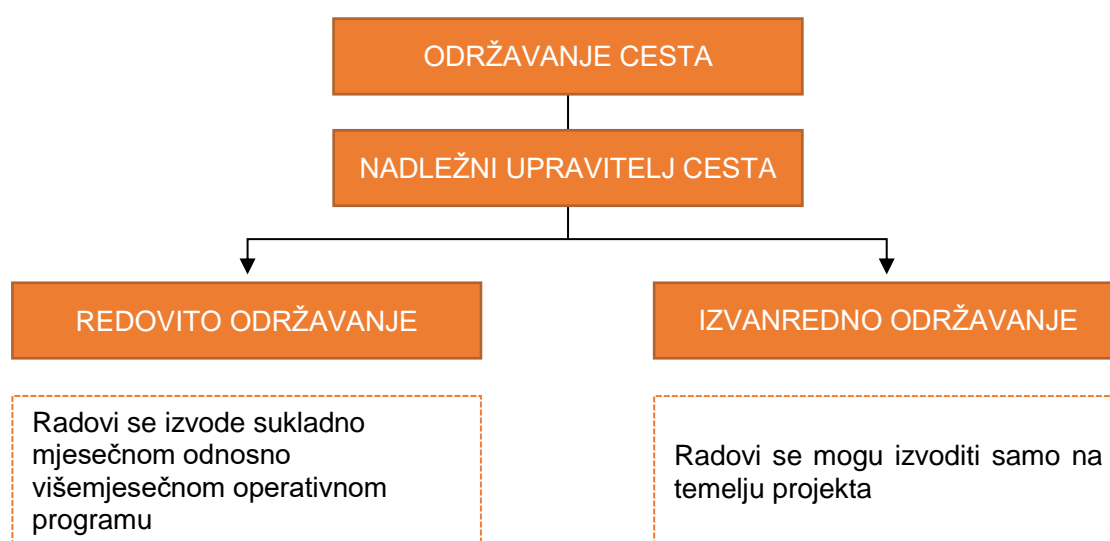 ODRŽAVANJE CESTA
NADLEŽNI UPRAVITELJ CESTA
REDOVITO ODRŽAVANJE
IZVANREDNO ODRŽAVANJE
Radovi se izvode sukladno
mjesečnom odnosno
višemjesečnom operativnom
programu
Radovi se mogu izvoditi samo na
temelju projekta